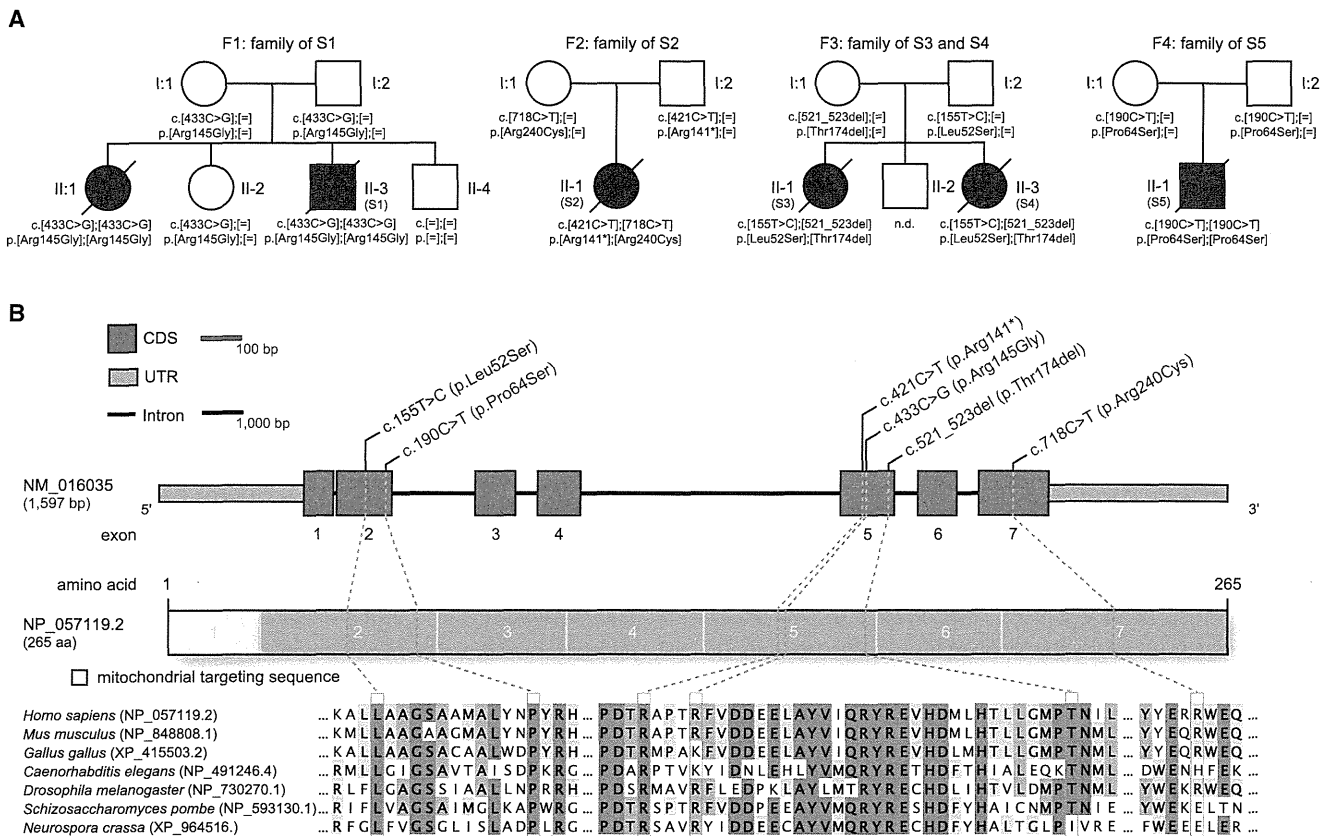 A
F1: family of S1
F2: family of S2
F3: family of S3 and S4
F4: family of S5
I:1
I:2
c.[433C>G];[=]
p.[Arg145Gly];[=]
c.[433C>G];[=]
p.[Arg145Gly];[=]
II:1
II-2
II-3
(S1)
II-4
c.[433C>G];[433C>G]
p.[Arg145Gly];[Arg145Gly]
c.[433C>G];[=]
p.[Arg145Gly];[=]
c.[433C>G];[433C>G]
p.[Arg145Gly];[Arg145Gly]
c.[=];[=]
p.[=];[=]
I:1
I:2
c.[718C>T];[=]
p.[Arg240Cys];[=]
c.[421C>T];[=]
p.[Arg141*];[=]
II-1
(S2)
c.[421C>T];[718C>T]
p.[Arg141*];[Arg240Cys]
I:1
I:2
c.[521_523del];[=]
p.[Thr174del];[=]
c.[155T>C];[=]
p.[Leu52Ser];[=]
II-1
(S3)
II-2
II-3
(S4)
c.[155T>C];[521_523del]
p.[Leu52Ser];[Thr174del]
n.d.
c.[155T>C];[521_523del]
p.[Leu52Ser];[Thr174del]
I:1
I:2
c.[190C>T];[=]
p.[Pro64Ser];[=]
c.[190C>T];[=]
p.[Pro64Ser];[=]
II-1
(S5)
c.[190C>T];[190C>T]
p.[Pro64Ser];[Pro64Ser]
B
CDS
100 bp
UTR
Intron
1,000 bp
c.155T>C (p.Leu52Ser)
c.190C>T (p.Pro64Ser)
c.421C>T (p.Arg141*)
c.433C>G (p.Arg145Gly)
c.521_523del (p.Thr174del)
c.718C>T (p.Arg240Cys)
NM_016035
(1,597 bp)
5'
3'
exon
1 2 3 4 5 6 7
amino acid
1
265
NP_057119.2
(265 aa)
1 2 3 4 5 6 7
mitochondrial targeting sequence
Homo sapiens (NP_057119.2) ... KALLAAGSAAMALYNPYRH ... PDTRAPTRFVDDEELAYVIQRYREVHDMLHTLLGMPTNIL ... YYERRWEQ ...
Mus musculus (NP_848808.1) ... KMLLAAGAAGMALYNPYRH ... PDTRAPTRFVDDEELAYVIQRYREVHDMLHTLLGMPTNML ... YYEQRWEQ ...
Gallus gallus (XP_415503.2) ... KALLAAGSACAALWDPYRH ... PDTRMPAKFVDDEELAYVIQRYREVHDLMHTLLGMPTNML ... YYEQRWEQ ...
Caenorhabditis elegans (NP_491246.4) ... RMLLGIGSAVTAISDPKRG ... PDARPTVKYIDNLEHLYVMQRYRETHDFTHIALEQKTNML ... DWENHFEK ...
Drosophila melanogaster (NP_730270.1) ... RLFLGAGSSIAALLNPRRH ... PDSRMAVRFLEDPKLAYLMTRYRECHDLIHTVLDMPTNML ... YWEKRWEQ ...
Schizosaccharomyces pombe (NP_593130.1) ... RIFLVAGSAIMGLKAPWRG ... PDTRSPTRFVDDPEEAYVMQRYRESHDFYHAICNMPTNIE ... YWEKELTN ...
Neurospora crassa (XP_964516.) ... RFGLFVGSGLISLADPLRG ... PDTRSAVRYIDDEECAYVMQRYRECHDFYHALTGLPIVRE ... FWEEELER ...